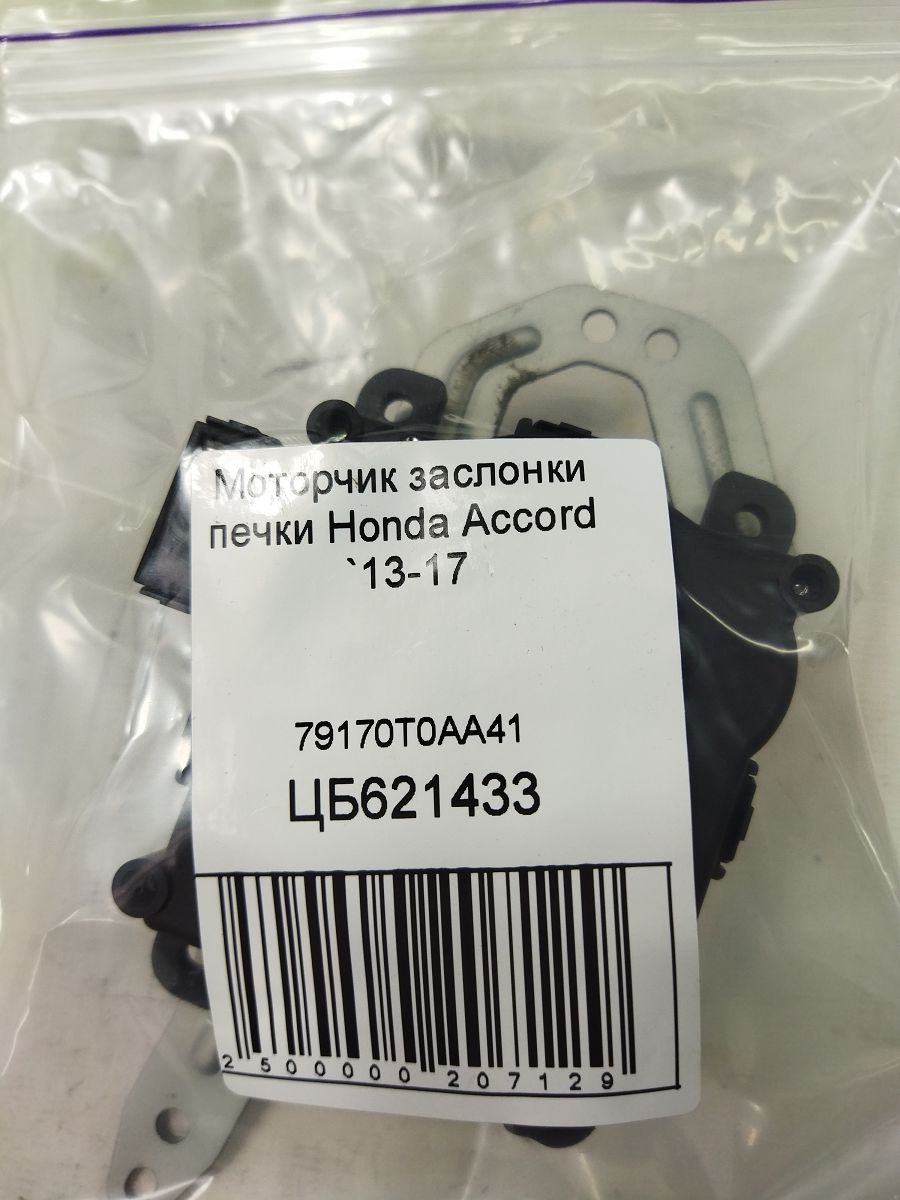 Моторчик заслонки
печки Honda Accord
`13-17
79170T0AA41
ЦБ621433
2 500000 207129